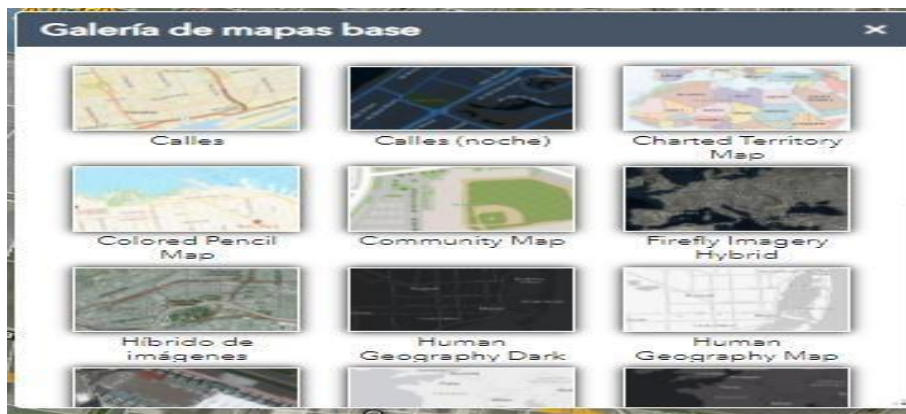 Galería de mapas base
Calles
Calles (noche)
Charted Territory
Map
Colored Pencil
Map
Community Map
Firefly Imagery
Hybrid
Híbrido de
imágenes
Human
Geography Dark
Human
Geography Map